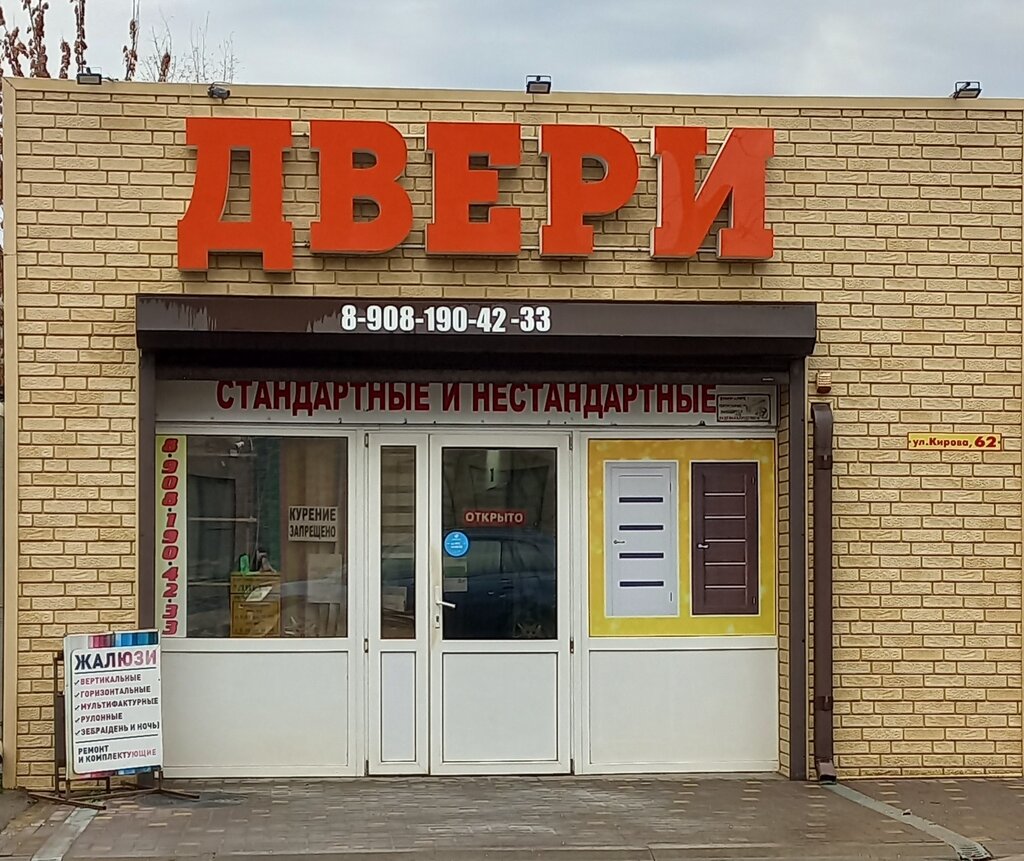 ДВЕРИ
8-908-190-42-33
СТАНДАРТНЫЕ И НЕСТАНДАРТНЫЕ
ул.Кирова, 62
8-908-190-42-33
КУРЕНИЕ
ЗАПРЕЩЕНО
ОТКРЫТО
ЖАЛЮЗИ
ВЕРТИКАЛЬНЫЕ
ГОРИЗОНТАЛЬНЫЕ
МУЛЬТИФАКТУРНЫЕ
РУЛОННЫЕ
ЗЕБРА(ДЕНЬ И НОЧЬ)
РЕМОНТ
И КОМПЛЕКТУЮЩИЕ